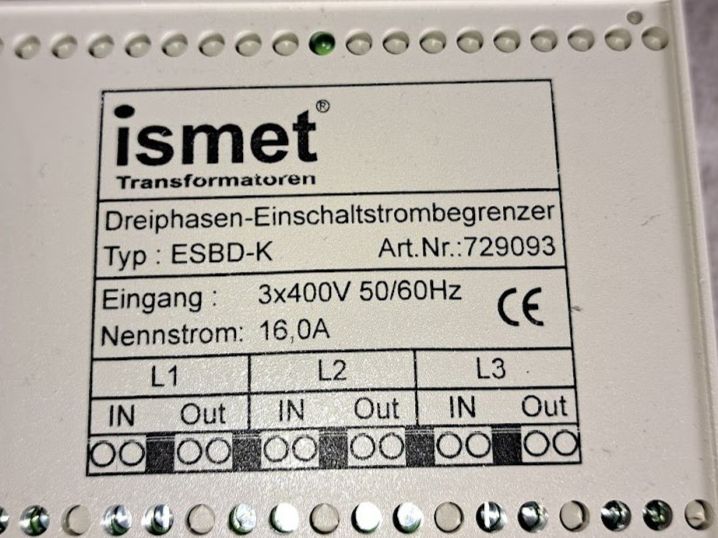 ismet®
Transformatoren
Dreiphasen-Einschaltstrombegrenzer
Typ : ESBD-K Art.Nr.:729093
Eingang : 3x400V 50/60Hz CE
Nennstrom: 16,0A
L1 L2 L3
IN Out IN Out IN Out